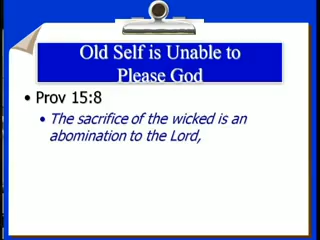 Old Self is Unable to
Please God
• Prov 15:8
• The sacrifice of the wicked is an
abomination to the Lord,